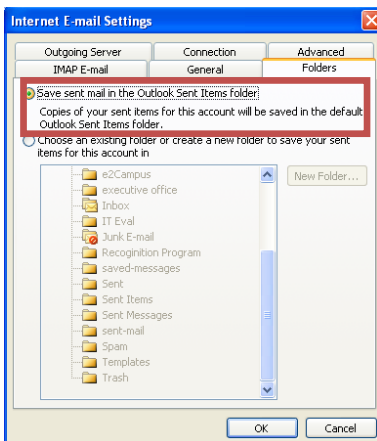 Internet E-mail Settings
Outgoing Server
Connection
Advanced
IMAP E-mail
General
Folders
Save sent mail in the Outlook Sent Items folder
Copies of your sent items for this account will be saved in the default
Outlook Sent Items folder.
Choose an existing folder or create a new folder to save your sent
items for this account in
e2Campus
New Folder...
executive office
Inbox
IT Eval
Junk E-mail
Recoginition Program
saved-messages
Sent
Sent Items
Sent Messages
sent-mail
Spam
Templates
Trash
OK
Cancel